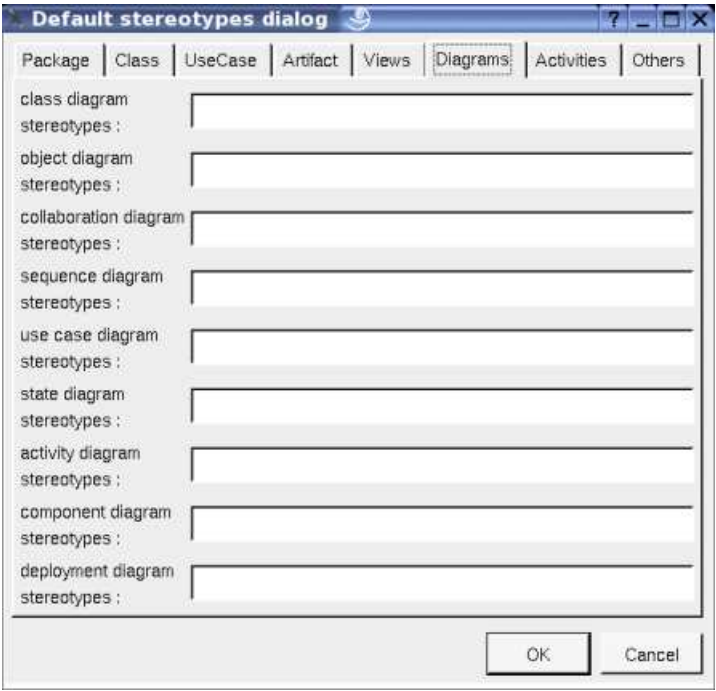 Default stereotypes dialog
Package Class UseCase Artifact Views Diagrams Activities Others
class diagram
stereotypes :
object diagram
stereotypes :
collaboration diagram
stereotypes :
sequence diagram
stereotypes :
use case diagram
stereotypes :
state diagram
stereotypes :
activity diagram
stereotypes :
component diagram
stereotypes :
deployment diagram
stereotypes :
OK Cancel